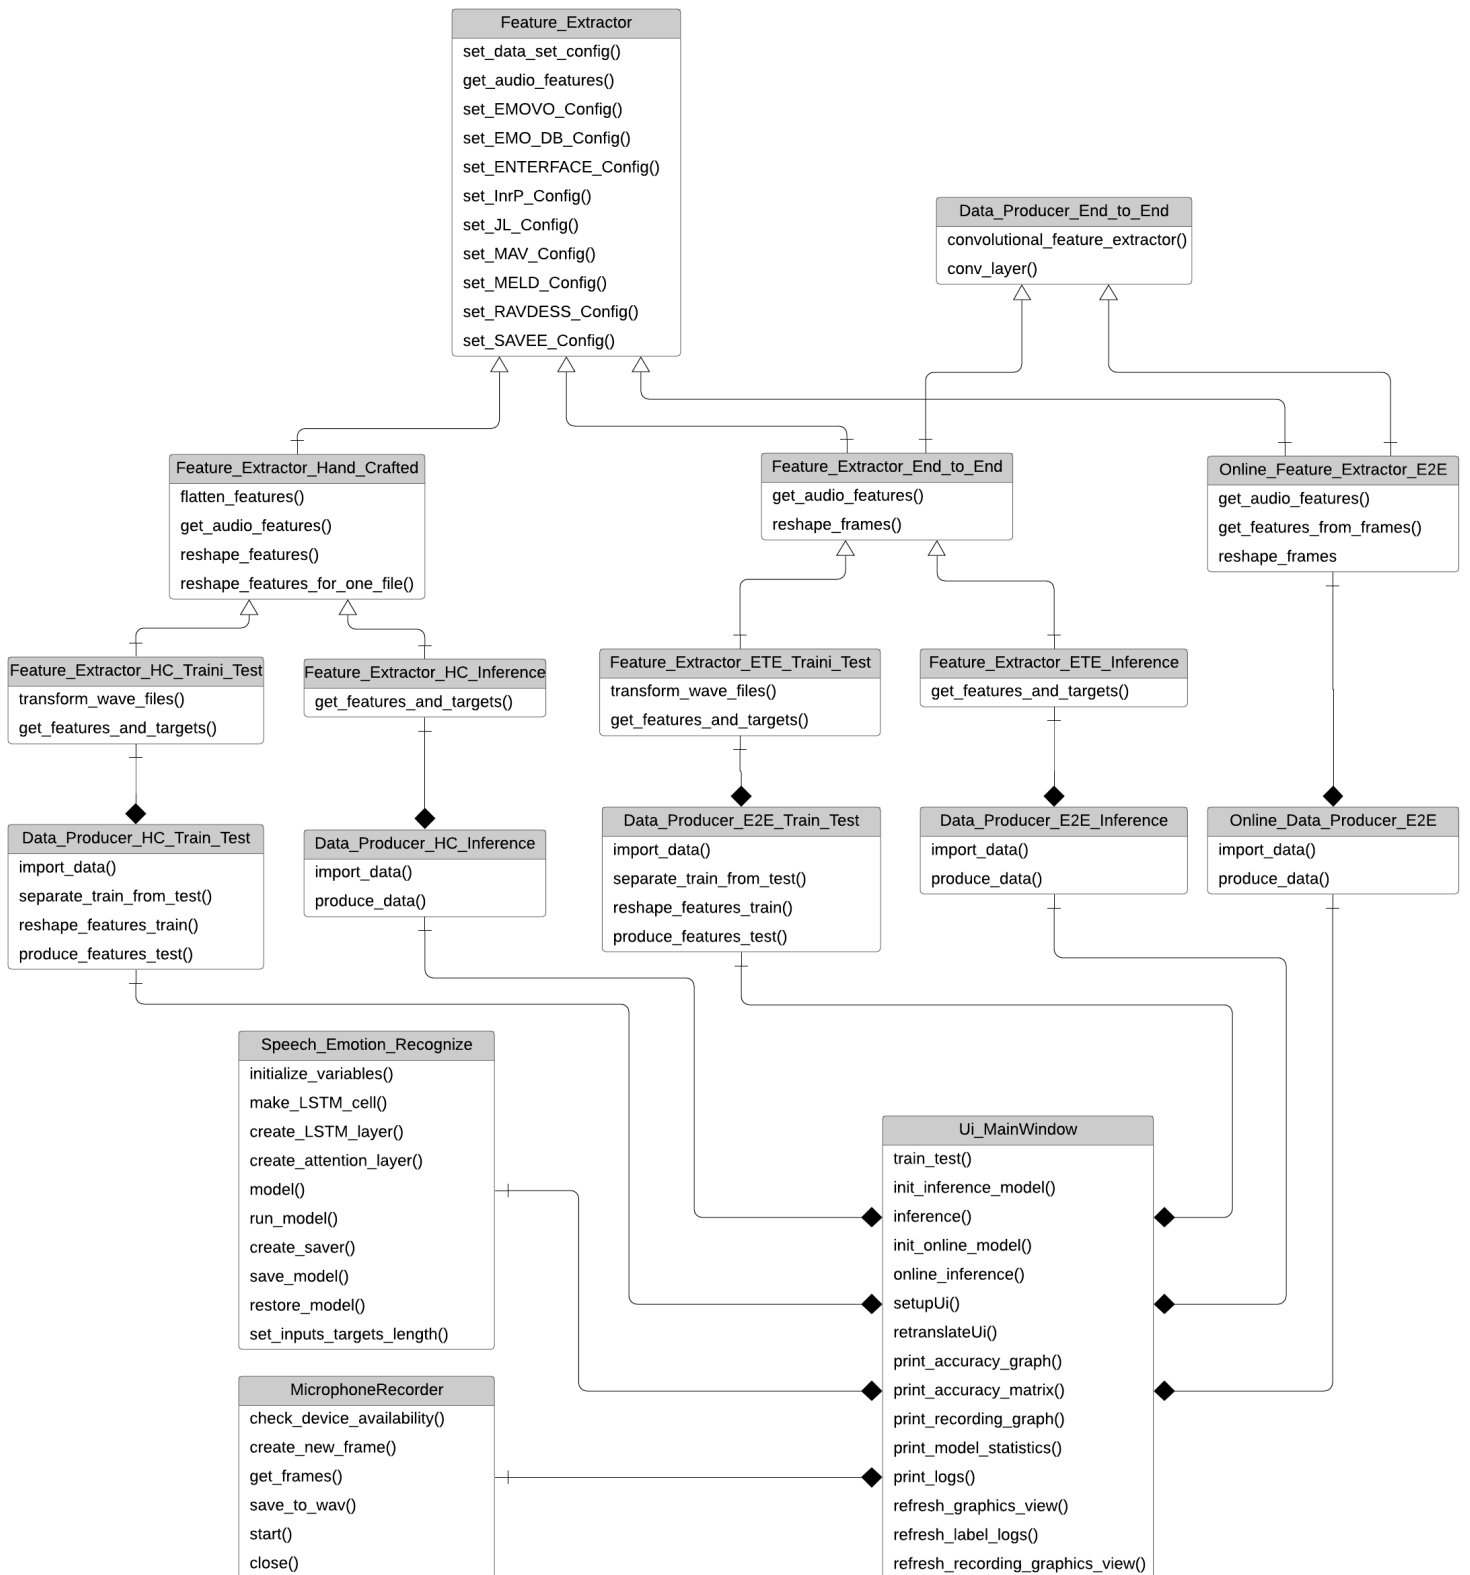 Feature_Extractor
set_data_set_config()
get_audio_features()
set_EMOVO_Config()
set_EMO_DB_Config()
set_ENTERFACE_Config()
set_InrP_Config()
set_JL_Config()
set_MAV_Config()
set_MELD_Config()
set_RAVDESS_Config()
set_SAVEE_Config()
Data_Producer_End_to_End
convolutional_feature_extractor()
conv_layer()
Feature_Extractor_Hand_Crafted
flatten_features()
get_audio_features()
reshape_features()
reshape_features_for_one_file()
Feature_Extractor_End_to_End
get_audio_features()
reshape_frames()
Online_Feature_Extractor_E2E
get_audio_features()
get_features_from_frames()
reshape_frames
Feature_Extractor_HC_Traini_Test
transform_wave_files()
get_features_and_targets()
Feature_Extractor_HC_Inference
get_features_and_targets()
Feature_Extractor_ETE_Traini_Test
transform_wave_files()
get_features_and_targets()
Feature_Extractor_ETE_Inference
get_features_and_targets()
Data_Producer_HC_Train_Test
import_data()
separate_train_from_test()
reshape_features_train()
produce_features_test()
Data_Producer_HC_Inference
import_data()
produce_data()
Data_Producer_E2E_Train_Test
import_data()
separate_train_from_test()
reshape_features_train()
produce_features_test()
Data_Producer_E2E_Inference
import_data()
produce_data()
Online_Data_Producer_E2E
import_data()
produce_data()
Speech_Emotion_Recognize
initialize_variables()
make_LSTM_cell()
create_LSTM_layer()
create_attention_layer()
model()
run_model()
create_saver()
save_model()
restore_model()
set_inputs_targets_length()
MicrophoneRecorder
check_device_availability()
create_new_frame()
get_frames()
save_to_wav()
start()
close()
Ui_MainWindow
train_test()
init_inference_model()
inference()
init_online_model()
online_inference()
setupUi()
retranslateUi()
print_accuracy_graph()
print_accuracy_matrix()
print_recording_graph()
print_model_statistics()
print_logs()
refresh_graphics_view()
refresh_label_logs()
refresh_recording_graphics_view()